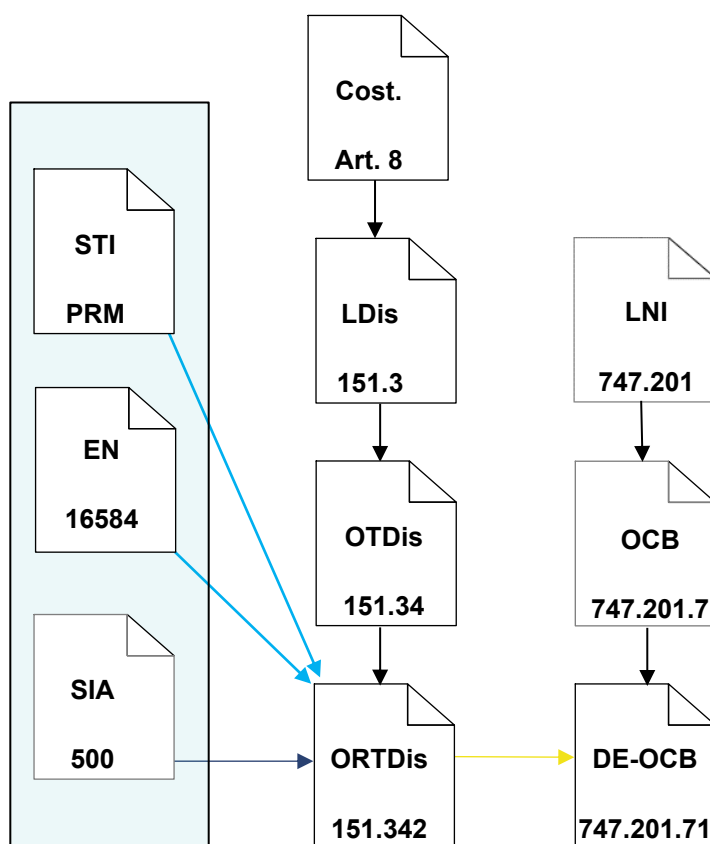 Cost.
Art. 8
STI
PRM
LDis
151.3
LNI
747.201
EN
16584
OTDis
151.34
OCB
747.201.7
SIA
500
ORTDis
151.342
DE-OCB
747.201.71